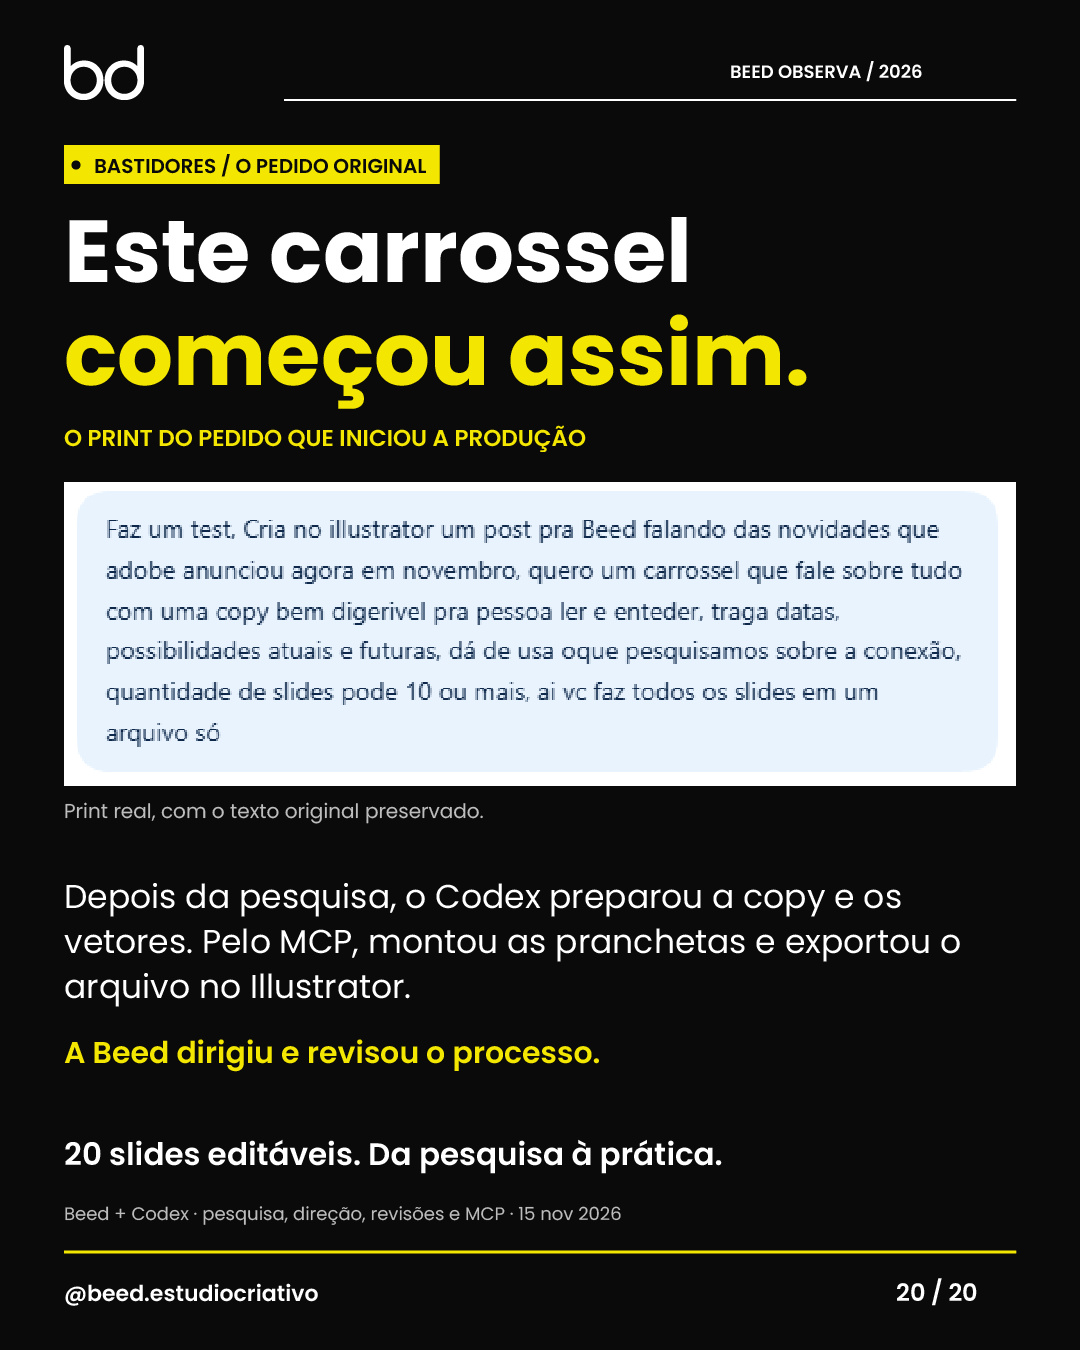 bd
BEED OBSERVA / 2026
• BASTIDORES / O PEDIDO ORIGINAL
Este carrossel
começou assim.
O PRINT DO PEDIDO QUE INICIOU A PRODUÇÃO
Faz um test, Cria no illustrator um post pra Beed falando das novidades que
adobe anunciou agora em novembro, quero um carrossel que fale sobre tudo
com uma copy bem digerivel pra pessoa ler e enteder, traga datas,
possibilidades atuais e futuras, dá de usa oque pesquisamos sobre a conexão,
quantidade de slides pode 10 ou mais, ai vc faz todos os slides em um
arquivo só
Print real, com o texto original preservado.
Depois da pesquisa, o Codex preparou a copy e os
vetores. Pelo MCP, montou as pranchetas e exportou o
arquivo no Illustrator.
A Beed dirigiu e revisou o processo.
20 slides editáveis. Da pesquisa à prática.
Beed + Codex · pesquisa, direção, revisões e MCP · 15 nov 2026
@beed.estudiocriativo
20 / 20